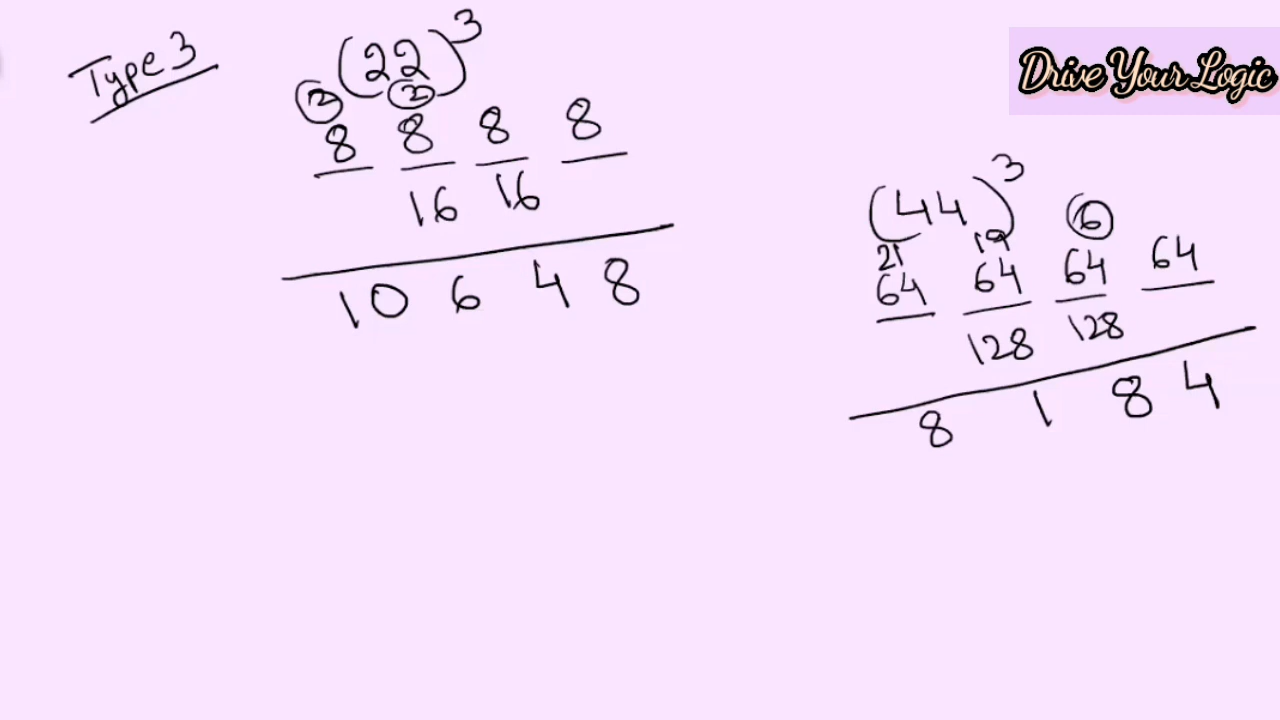 Type 3
(22)³
2 2
8 8 8 8
16 16
10 6 4 8
Drive Your Logic
(44)³
21 19 6
64 64 64 64
128 128
8 1 8 4